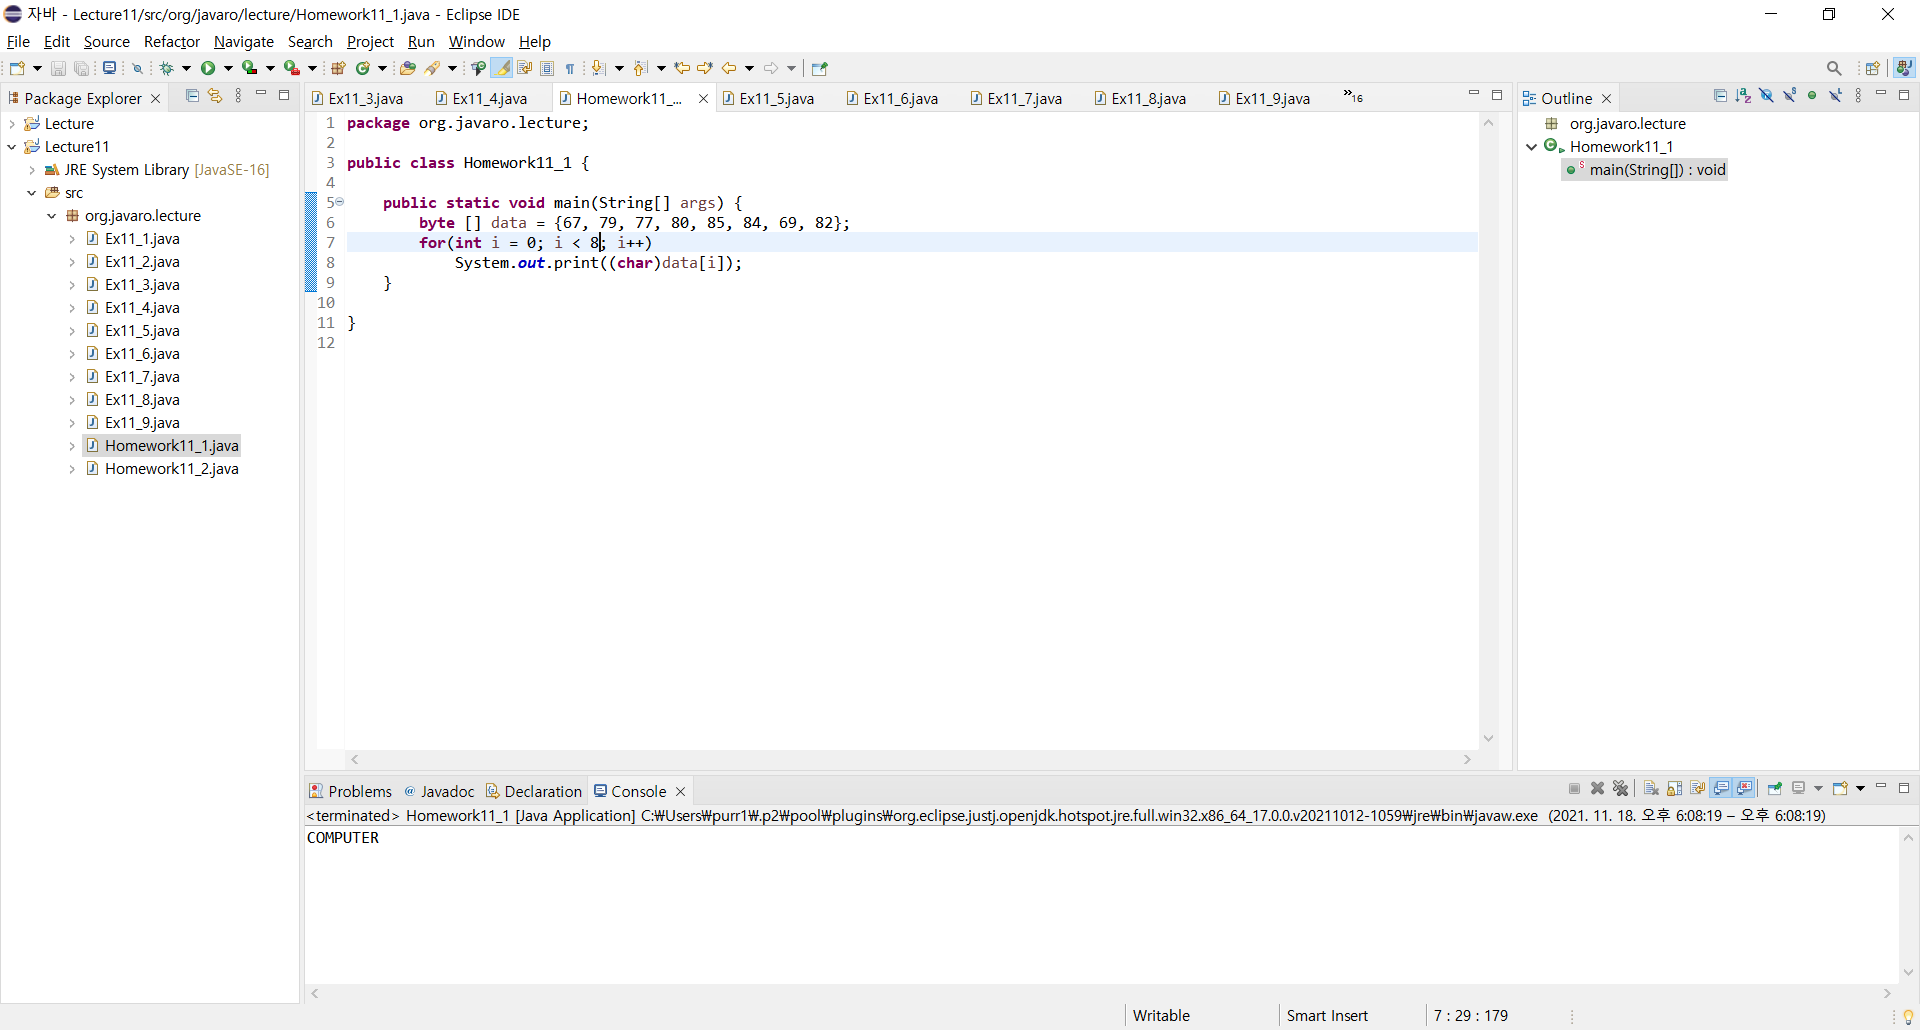 자바 - Lecture11/src/org/javaro/lecture/Homework11_1.java - Eclipse IDE
File Edit Source Refactor Navigate Search Project Run Window Help
Package Explorer
Lecture
Lecture11
JRE System Library [JavaSE-16]
src
org.javaro.lecture
Ex11_1.java
Ex11_2.java
Ex11_3.java
Ex11_4.java
Ex11_5.java
Ex11_6.java
Ex11_7.java
Ex11_8.java
Ex11_9.java
Homework11_1.java
Homework11_2.java
Ex11_3.java Ex11_4.java Homework11_... Ex11_5.java Ex11_6.java Ex11_7.java Ex11_8.java Ex11_9.java »16
1 package org.javaro.lecture;
2
3 public class Homework11_1 {
4
5 public static void main(String[] args) {
6 byte [] data = {67, 79, 77, 80, 85, 84, 69, 82};
7 for(int i = 0; i < 8; i++)
8 System.out.print((char)data[i]);
9 }
10
11 }
12
Outline
org.javaro.lecture
Homework11_1
main(String[]) : void
Problems @ Javadoc Declaration Console
<terminated> Homework11_1 [Java Application] C:₩Users₩purr1₩.p2₩pool₩plugins₩org.eclipse.justj.openjdk.hotspot.jre.full.win32.x86_64_17.0.0.v20211012-1059₩jre₩bin₩javaw.exe (2021. 11. 18. 오후 6:08:19 – 오후 6:08:19)
COMPUTER
Writable Smart Insert 7 : 29 : 179